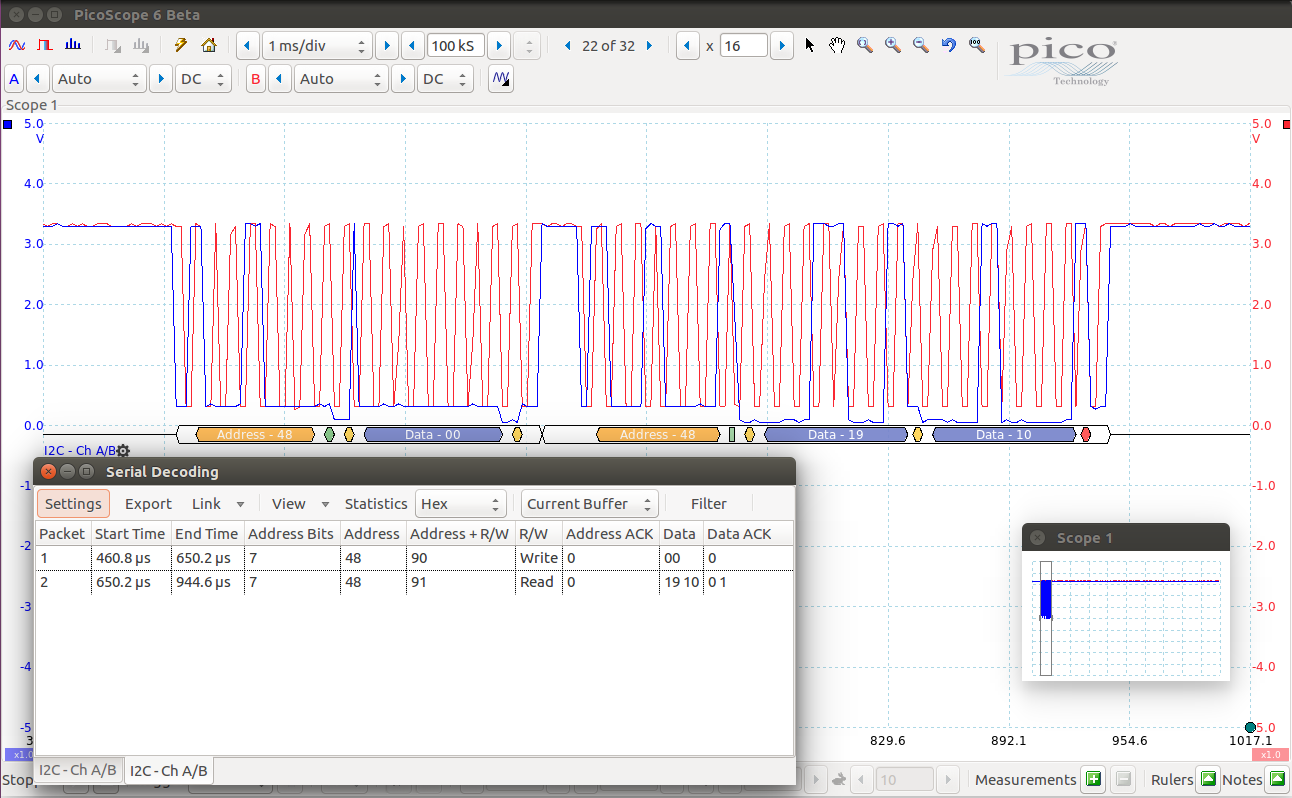 PicoScope 6 Beta
1 ms/div 100 kS 22 of 32 x 16
pico
Technology
A Auto DC B Auto DC
Scope 1
5.0 5.0
V V
4.0 4.0
3.0 3.0
2.0 2.0
1.0 1.0
0.0 0.0
Address - 48 Data - 00 Address - 48 Data - 19 Data - 10
I2C - Ch A/B
Serial Decoding
-1 -1.0
Settings Export Link View Statistics Hex Current Buffer Filter
Packet Start Time End Time Address Bits Address Address + R/W R/W Address ACK Data Data ACK
Scope 1
-2 -2.0
1 460.8 µs 650.2 µs 7 48 90 Write 0 00 0
2 650.2 µs 944.6 µs 7 48 91 Read 0 19 10 0 1
-3 -3.0
-4 -4.0
-5 5.0
3 829.6 892.1 954.6 1017.1
x1.0 x1.0
I2C - Ch A/B I2C - Ch A/B
Stop 10 Measurements Rulers Notes